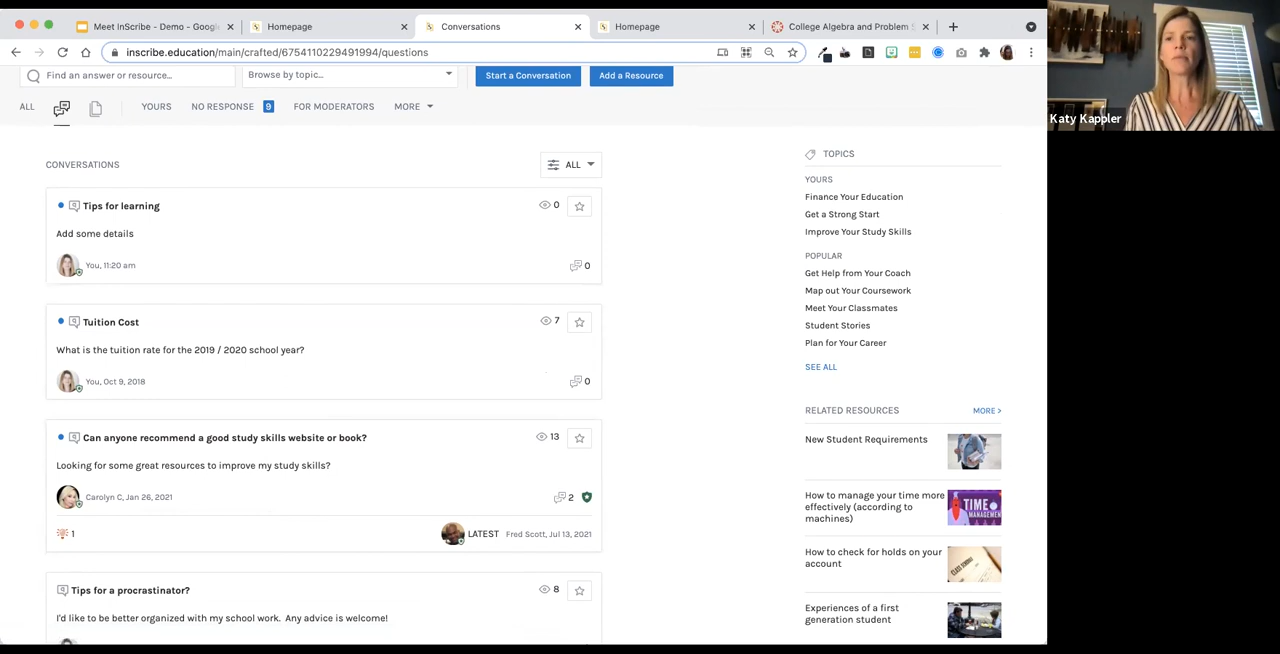 Meet InScribe - Demo - Googl
Homepage
Conversations
Homepage
College Algebra and Problem S
inscribe.education/main/crafted/6754110229491994/questions
Find an answer or resource...
Browse by topic...
Start a Conversation
Add a Resource
ALL
YOURS
NO RESPONSE 9
FOR MODERATORS
MORE
CONVERSATIONS
ALL
Tips for learning
0
Add some details
You, 11:20 am
0
Tuition Cost
7
What is the tuition rate for the 2019 / 2020 school year?
You, Oct 9, 2018
0
Can anyone recommend a good study skills website or book?
13
Looking for some great resources to improve my study skills?
Carolyn C, Jan 26, 2021
2
1
LATEST Fred Scott, Jul 13, 2021
Tips for a procrastinator?
8
I'd like to be better organized with my school work. Any advice is welcome!
TOPICS
YOURS
Finance Your Education
Get a Strong Start
Improve Your Study Skills
POPULAR
Get Help from Your Coach
Map out Your Coursework
Meet Your Classmates
Student Stories
Plan for Your Career
SEE ALL
RELATED RESOURCES
MORE >
New Student Requirements
How to manage your time more
effectively (according to
machines)
TIME
MANAGEMEN
How to check for holds on your
account
Experiences of a first
generation student
Katy Kappler